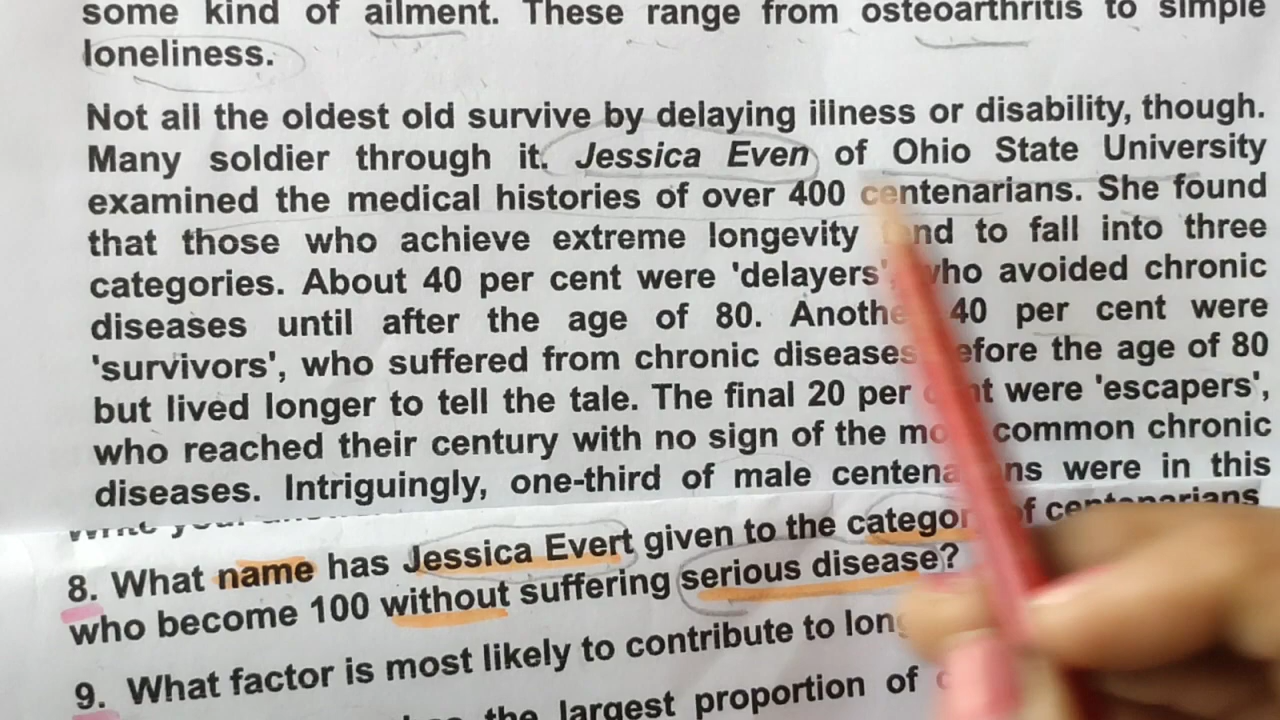 some kind of ailment. These range from osteoarthritis to simple
loneliness.
Not all the oldest old survive by delaying illness or disability, though.
Many soldier through it. Jessica Even of Ohio State University
examined the medical histories of over 400 centenarians. She found
that those who achieve extreme longevity tend to fall into three
categories. About 40 per cent were 'delayers', who avoided chronic
diseases until after the age of 80. Another 40 per cent were
'survivors', who suffered from chronic diseases before the age of 80
but lived longer to tell the tale. The final 20 per cent were 'escapers',
who reached their century with no sign of the most common chronic
diseases. Intriguingly, one-third of male centenarians were in this
8. What name has Jessica Evert given to the category of centenarians
who become 100 without suffering serious disease?
9. What factor is most likely to contribute to
the largest proportion of